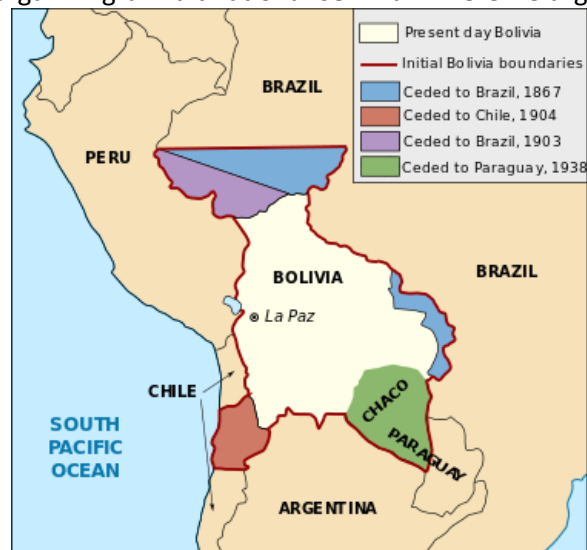 Present day Bolivia
Initial Bolivia boundaries
Ceded to Brazil, 1867
Ceded to Chile, 1904
Ceded to Brazil, 1903
Ceded to Paraguay, 1938
BRAZIL
PERU
BOLIVIA
BRAZIL
La Paz
CHILE
CHACO
SOUTH
PACIFIC
OCEAN
PARAGUAY
ARGENTINA